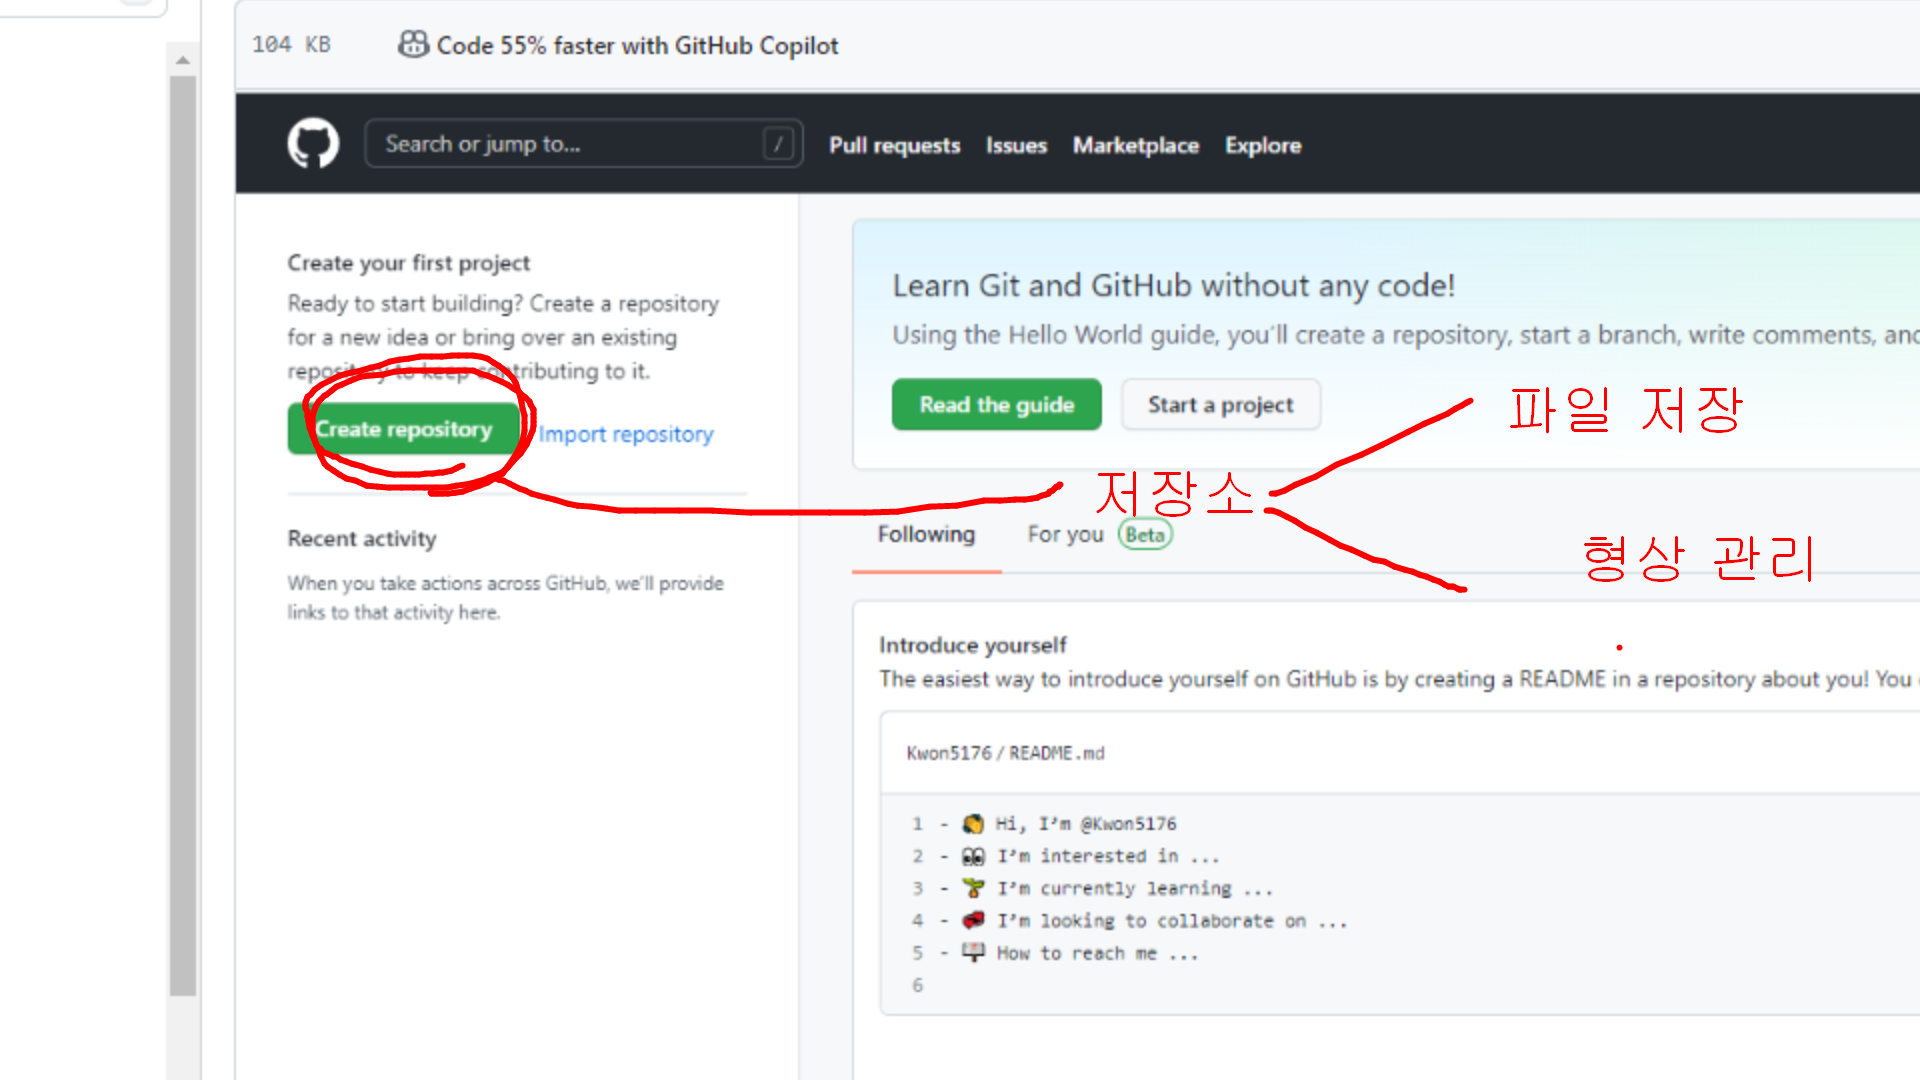 104 KB
Code 55% faster with GitHub Copilot
Search or jump to... /
Pull requests Issues Marketplace Explore
Create your first project
Ready to start building? Create a repository
for a new idea or bring over an existing
repository to keep contributing to it.
Create repository
Import repository
Recent activity
When you take actions across GitHub, we'll provide
links to that activity here.
Learn Git and GitHub without any code!
Using the Hello World guide, you'll create a repository, start a branch, write comments, and
Read the guide
Start a project
파일 저장
저장소
형상 관리
Following
For you Beta
Introduce yourself
The easiest way to introduce yourself on GitHub is by creating a README in a repository about you! You
Kwon5176 / README.md
1 - 👋 Hi, I'm @Kwon5176
2 - 👀 I'm interested in ...
3 - 🌱 I'm currently learning ...
4 - 💞️ I'm looking to collaborate on ...
5 - 📫 How to reach me ...
6